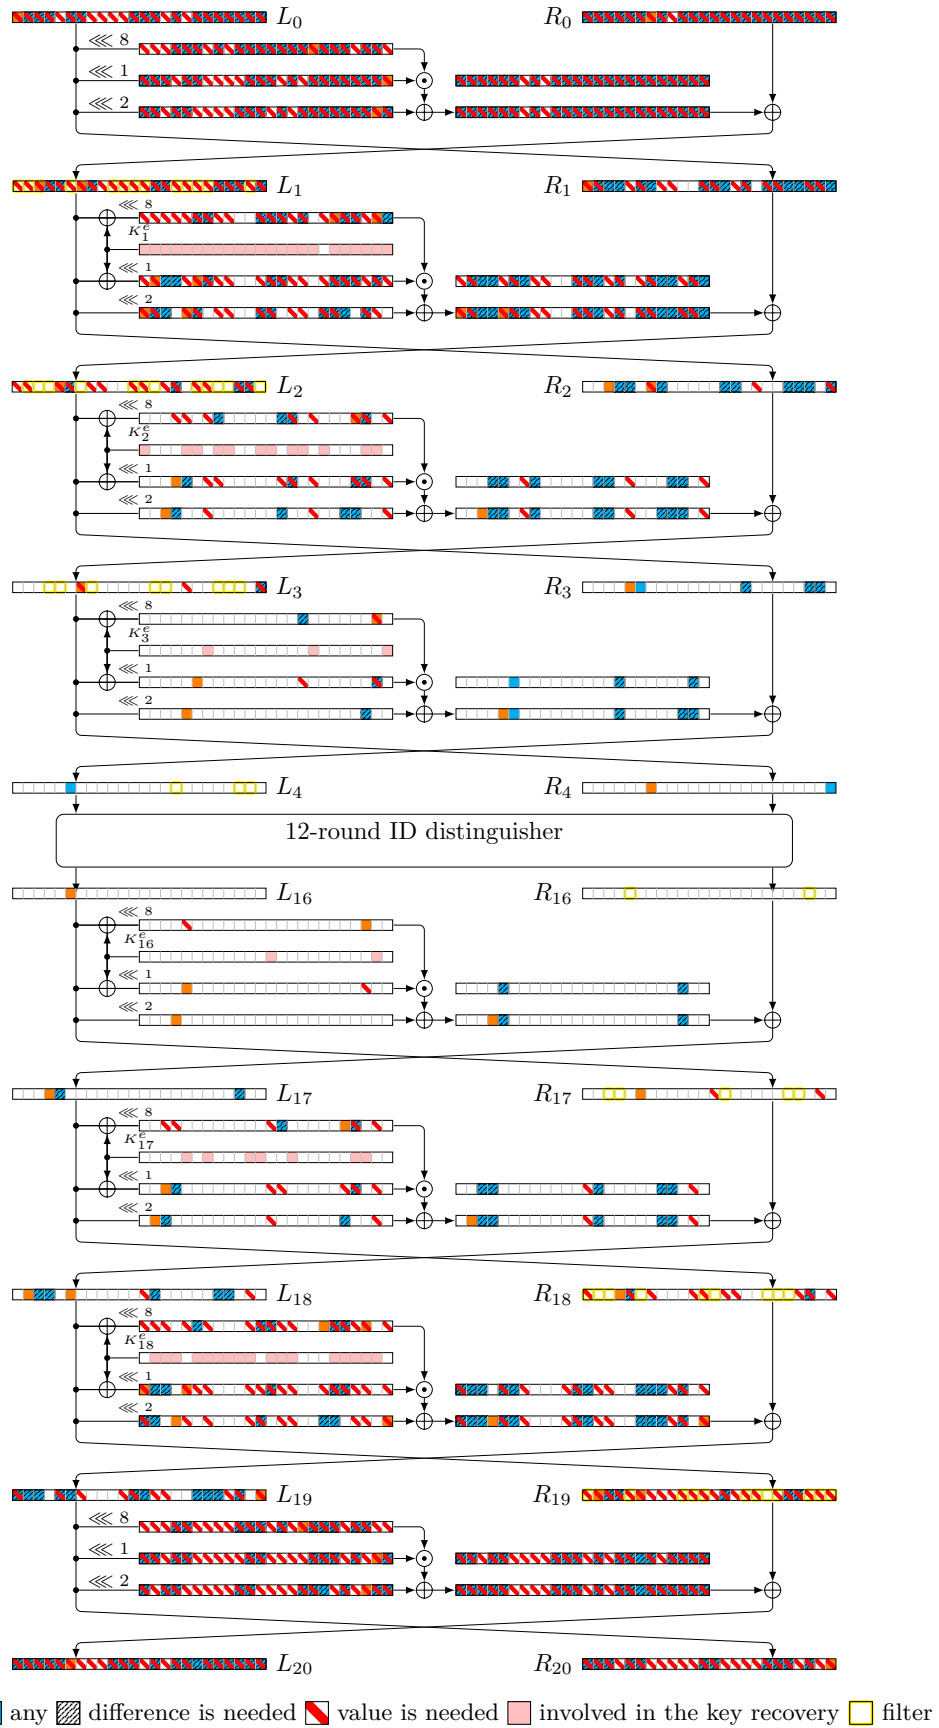 L₀ R₀
⋘ 8
⋘ 1
⋘ 2
L₁ R₁
⋘ 8
K₁ᵉ
⋘ 1
⋘ 2
L₂ R₂
⋘ 8
K₂ᵉ
⋘ 1
⋘ 2
L₃ R₃
⋘ 8
K₃ᵉ
⋘ 1
⋘ 2
L₄ R₄
12-round ID distinguisher
L₁₆ R₁₆
⋘ 8
K₁₆ᵉ
⋘ 1
⋘ 2
L₁₇ R₁₇
⋘ 8
K₁₇ᵉ
⋘ 1
⋘ 2
L₁₈ R₁₈
⋘ 8
K₁₈ᵉ
⋘ 1
⋘ 2
L₁₉ R₁₉
⋘ 8
⋘ 1
⋘ 2
L₂₀ R₂₀
any difference is needed value is needed involved in the key recovery filter